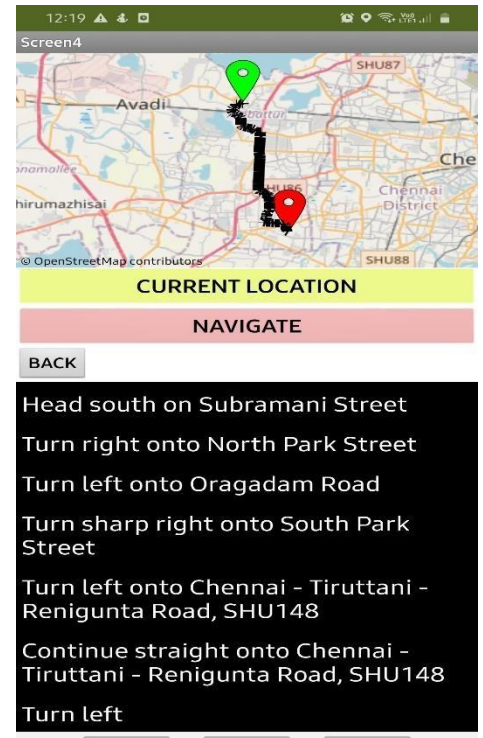 12:19
Screen4
SHU87
Avadi
Che
hirumazhisai
SHU86
Chennai
District
© OpenStreetMap contributors
SHU88
CURRENT LOCATION
NAVIGATE
BACK
Head south on Subramani Street
Turn right onto North Park Street
Turn left onto Oragadam Road
Turn sharp right onto South Park
Street
Turn left onto Chennai - Tiruttani -
Renigunta Road, SHU148
Continue straight onto Chennai -
Tiruttani - Renigunta Road, SHU148
Turn left